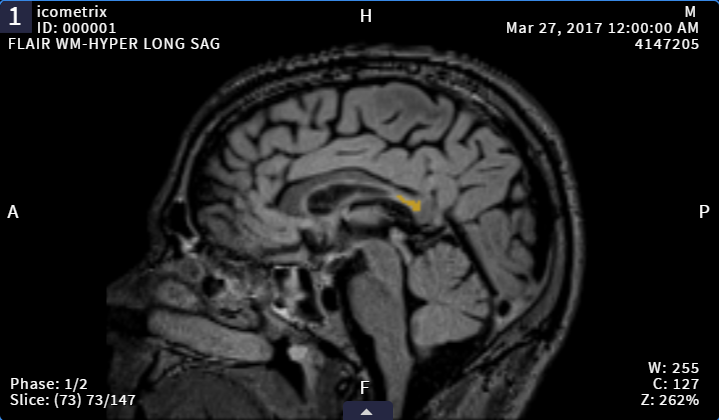 1
icometrix
ID: 000001
FLAIR WM-HYPER LONG SAG
H
M
Mar 27, 2017 12:00:00 AM
4147205
A
P
Phase: 1/2
Slice: (73) 73/147
F
W: 255
C: 127
Z: 262%